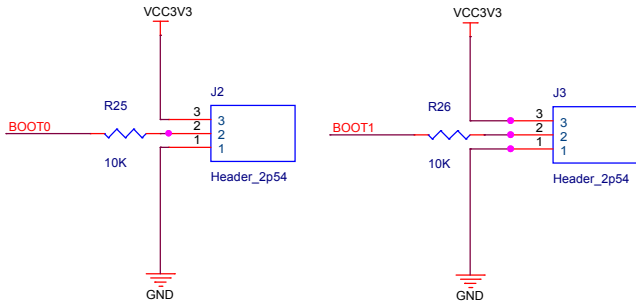 VCC3V3
J2
R25
BOOT0
3 3
2 2
1 1
10K
Header_2p54
GND
VCC3V3
J3
R26
BOOT1
3 3
2 2
1 1
10K
Header_2p54
GND